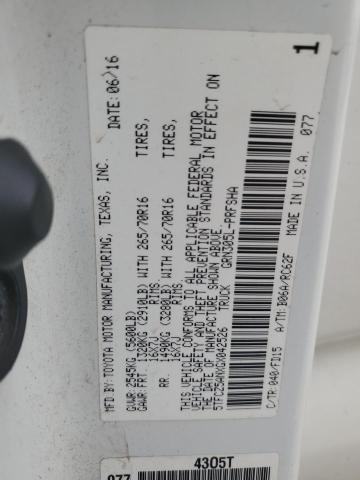 MFD. BY: TOYOTA MOTOR MANUFACTURING, TEXAS, INC. DATE: 06/16
GVWR: 2545KG (5600LB)
GAWR: FRT 1320KG (2910LB) WITH 265/70R16 TIRES,
16X7J RIMS
RR. 1490KG (3280LB) WITH 265/70R16 TIRES,
16X7J RIMS
THIS VEHICLE CONFORMS TO ALL APPLICABLE FEDERAL MOTOR
VEHICLE SAFETY AND THEFT PREVENTION STANDARDS IN EFFECT ON
THE DATE OF MANUFACTURE SHOWN ABOVE.
TRUCK GRN305L-PRFSHA
C/TR: 040/FD15 A/TM: B06A/RC62F MADE IN U.S.A. 077
1
077 4305T